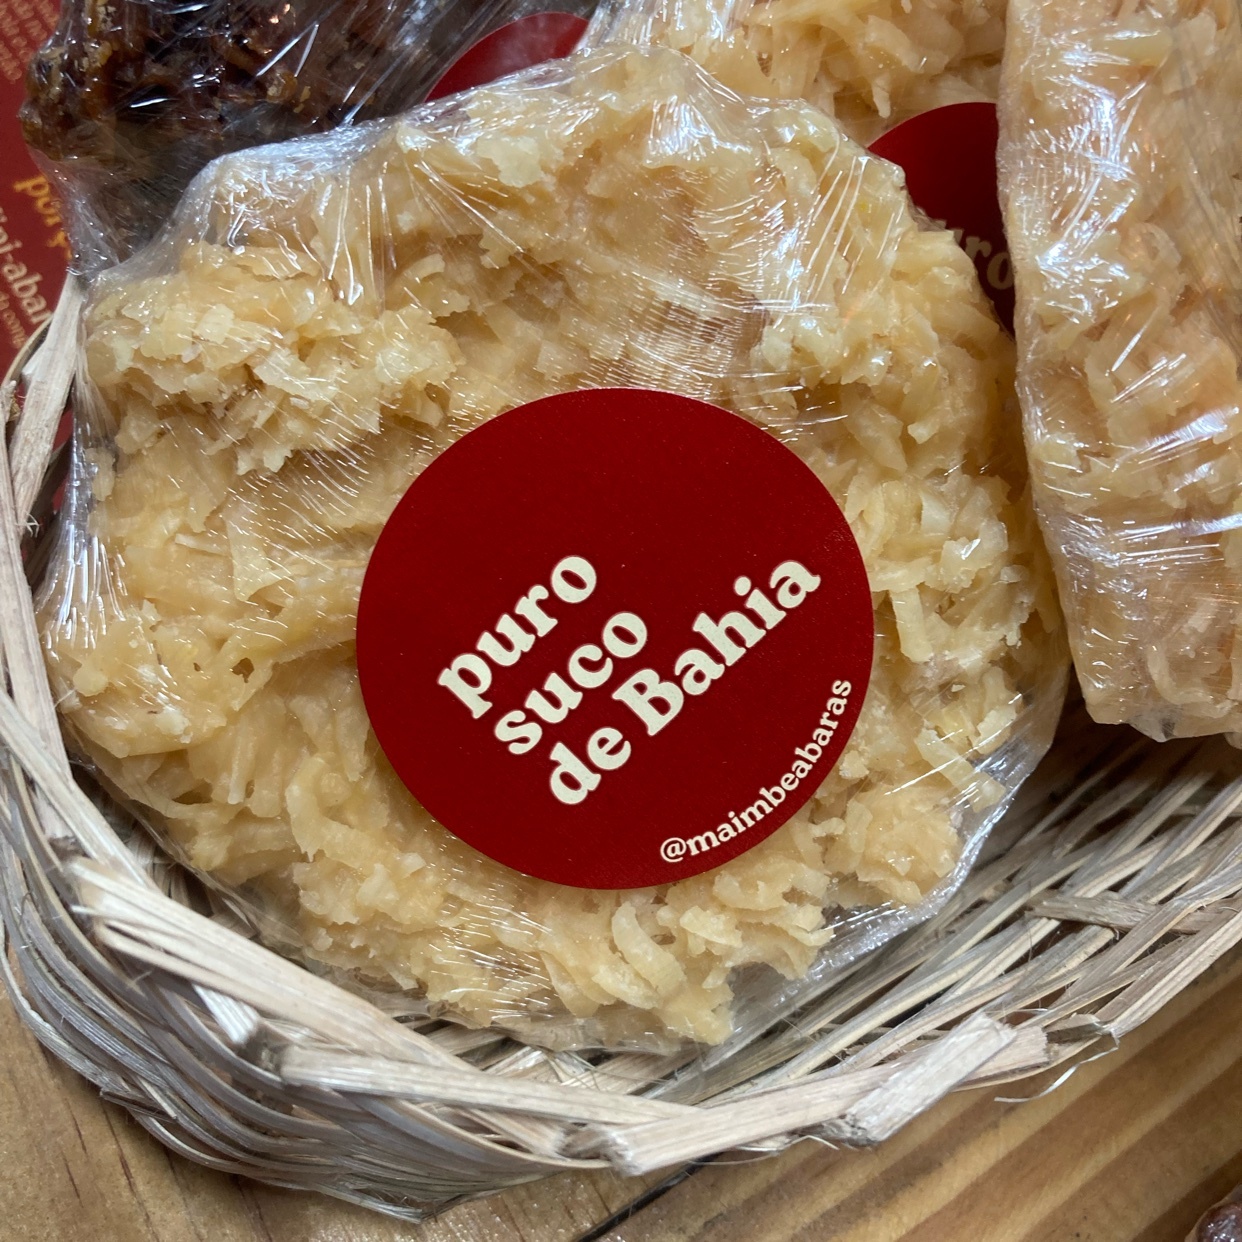 puro
suco
de Bahia
@maimbeabaras